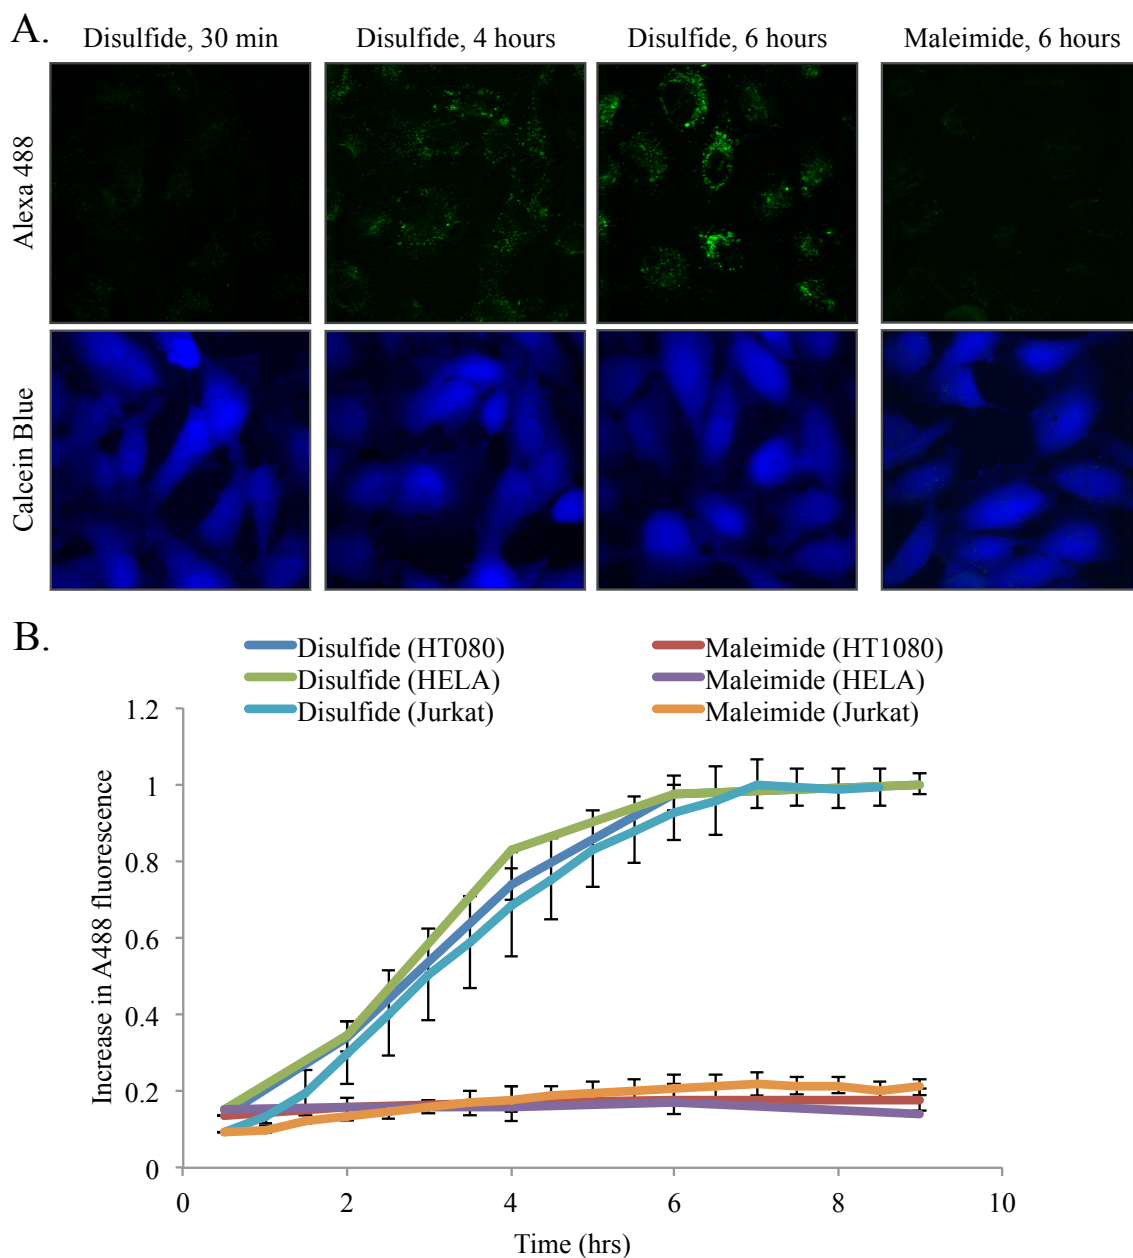 A.
Disulfide, 30 min Disulfide, 4 hours Disulfide, 6 hours Maleimide, 6 hours
Alexa 488
Calcein Blue
B.
Disulfide (HT080) Maleimide (HT1080)
Disulfide (HELA) Maleimide (HELA)
Disulfide (Jurkat) Maleimide (Jurkat)
Increase in A488 fluorescence
1.2
1
0.8
0.6
0.4
0.2
0
0 2 4 6 8 10
Time (hrs)